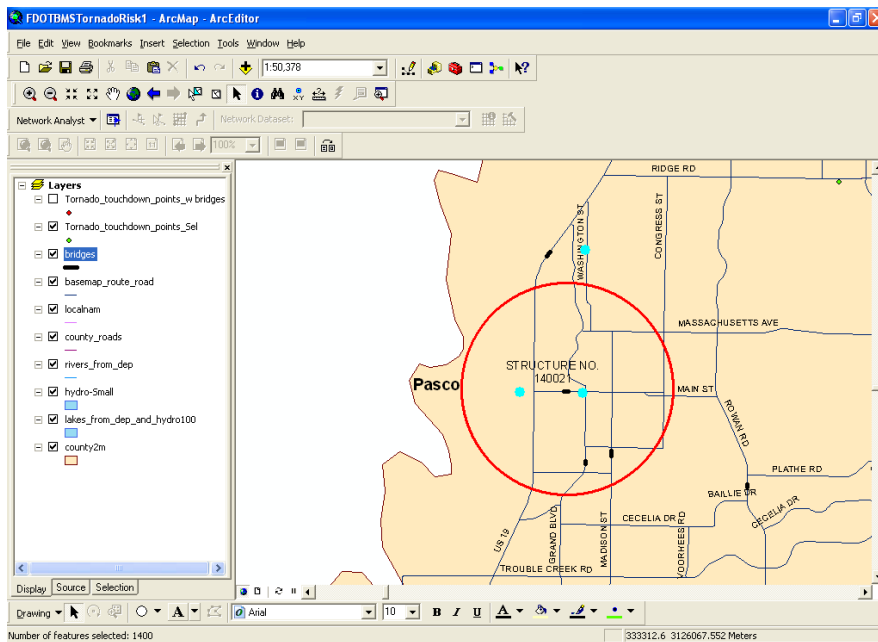 FDOTBMSTornadoRisk1 - ArcMap - ArcEditor
File Edit View Bookmarks Insert Selection Tools Window Help
1:50,378
Network Analyst Network Dataset:
100%
Layers
Tornado_touchdown_points_w bridges
Tornado_touchdown_points_Sel
bridges
basemap_route_road
localnam
county_roads
rivers_from_dep
hydro-Small
lakes_from_dep_and_hydro100
county2m
Display Source Selection
RIDGE RD
WASHINGTON ST
CONGRESS ST
MASSACHUSETTS AVE
STRUCTURE NO.
140021
Pasco
MAIN ST
ROWAN RD
PLATHE RD
BAILLIE DR
CECELIA DR
CECELIA DR
US 19
GRAND BLVD
MADISON ST
VOORHEES RD
TROUBLE CREEK RD
Drawing A Arial 10 B I U A
Number of features selected: 1400
333312.6 3126067.552 Meters